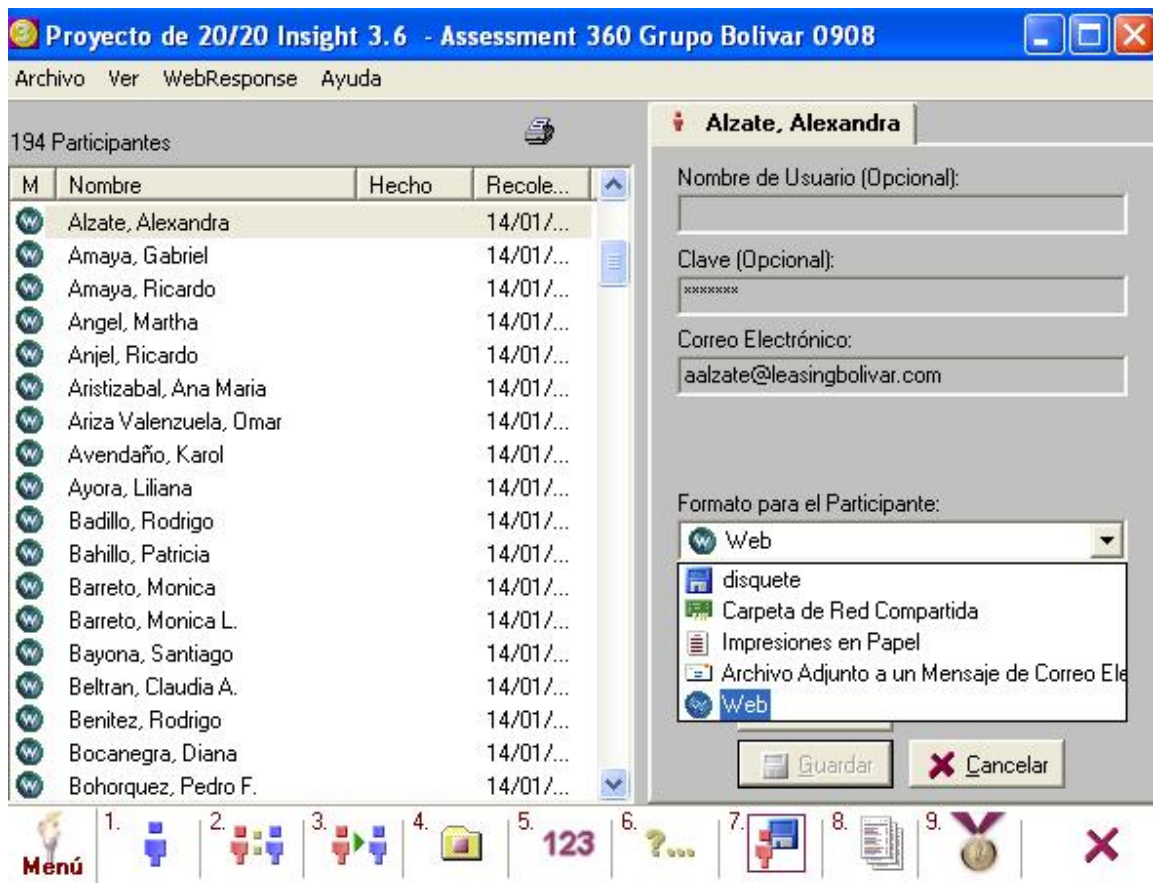 Proyecto de 20/20 Insight 3.6 - Assessment 360 Grupo Bolivar 0908
Archivo Ver WebResponse Ayuda
194 Participantes
M Nombre Hecho Recole...
Alzate, Alexandra 14/01/...
Amaya, Gabriel 14/01/...
Amaya, Ricardo 14/01/...
Angel, Martha 14/01/...
Anjel, Ricardo 14/01/...
Aristizabal, Ana Maria 14/01/...
Ariza Valenzuela, Omar 14/01/...
Avendaño, Karol 14/01/...
Ayora, Liliana 14/01/...
Badillo, Rodrigo 14/01/...
Bahillo, Patricia 14/01/...
Barreto, Monica 14/01/...
Barreto, Monica L. 14/01/...
Bayona, Santiago 14/01/...
Beltran, Claudia A. 14/01/...
Benitez, Rodrigo 14/01/...
Bocanegra, Diana 14/01/...
Bohorquez, Pedro F. 14/01/...
Alzate, Alexandra
Nombre de Usuario (Opcional):
Clave (Opcional):
*******
Correo Electrónico:
aalzate@leasingbolivar.com
Formato para el Participante:
Web
disquete
Carpeta de Red Compartida
Impresiones en Papel
Archivo Adjunto a un Mensaje de Correo Ele
Web
Guardar Cancelar
Menú 1. 2. 3. 4. 5. 123 6. ?... 7. 8. 9.